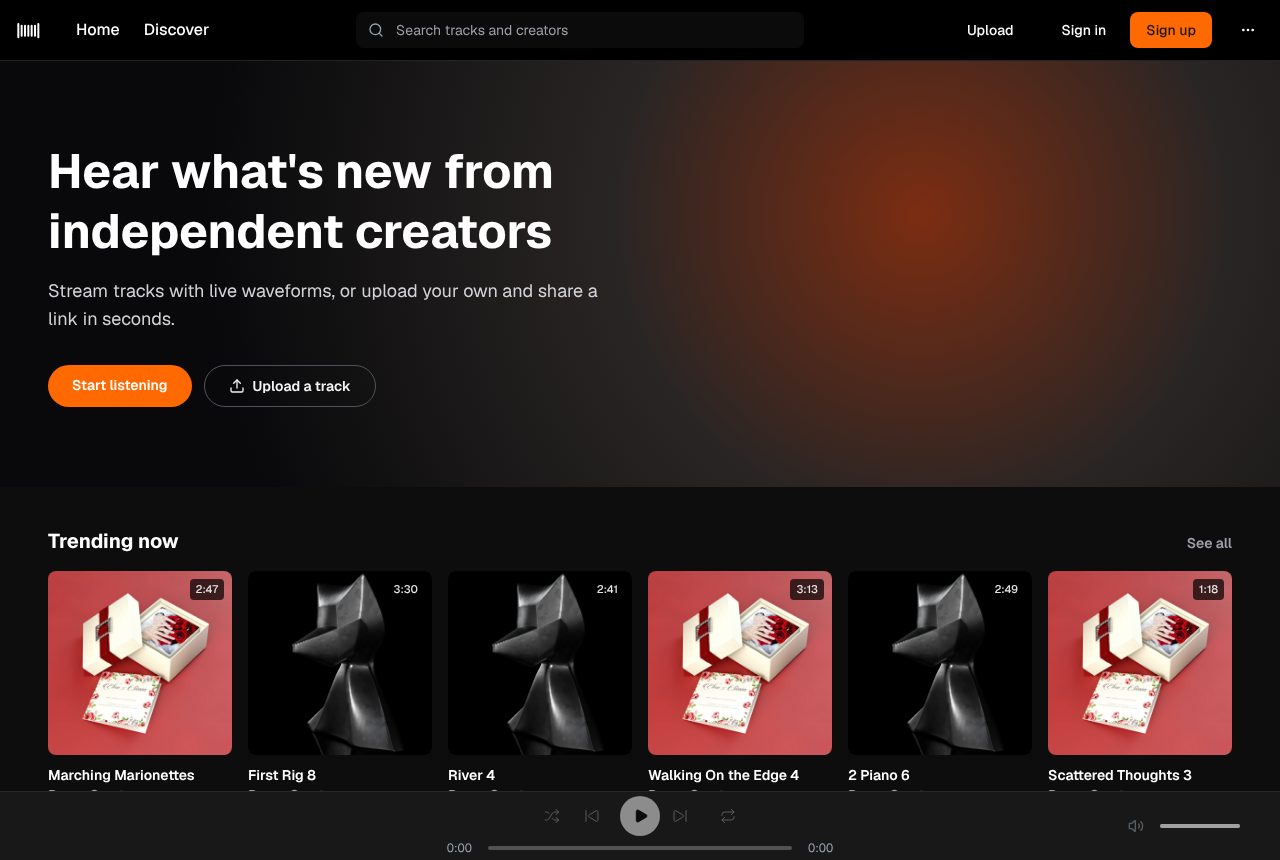 Home
Discover
Search tracks and creators
Upload
Sign in
Sign up
Hear what's new from
independent creators
Stream tracks with live waveforms, or upload your own and share a
link in seconds.
Start listening
Upload a track
Trending now
See all
2:47
3:30
2:41
3:13
2:49
1:18
Marching Marionettes
First Rig 8
River 4
Walking On the Edge 4
2 Piano 6
Scattered Thoughts 3
0:00
0:00